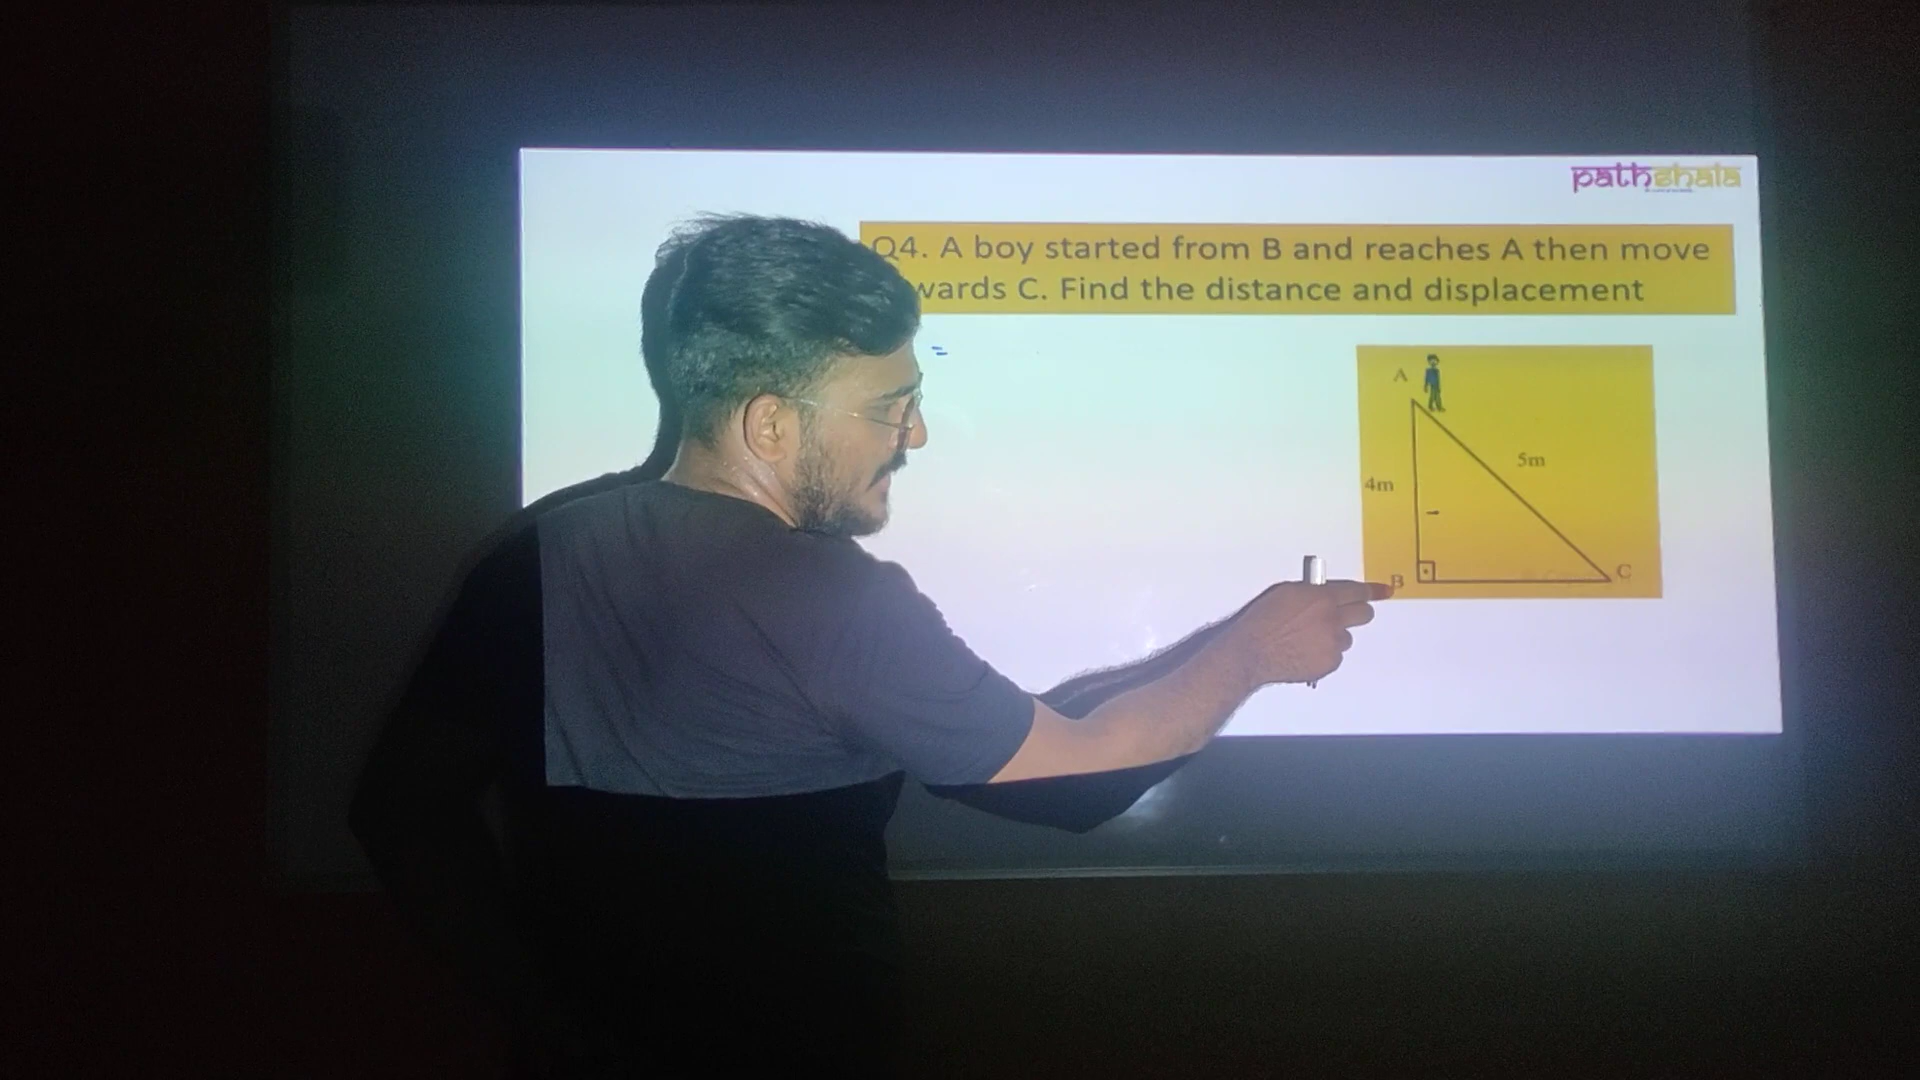 pathshala
Q4. A boy started from B and reaches A then move
wards C. Find the distance and displacement
A
5m
4m
B
C